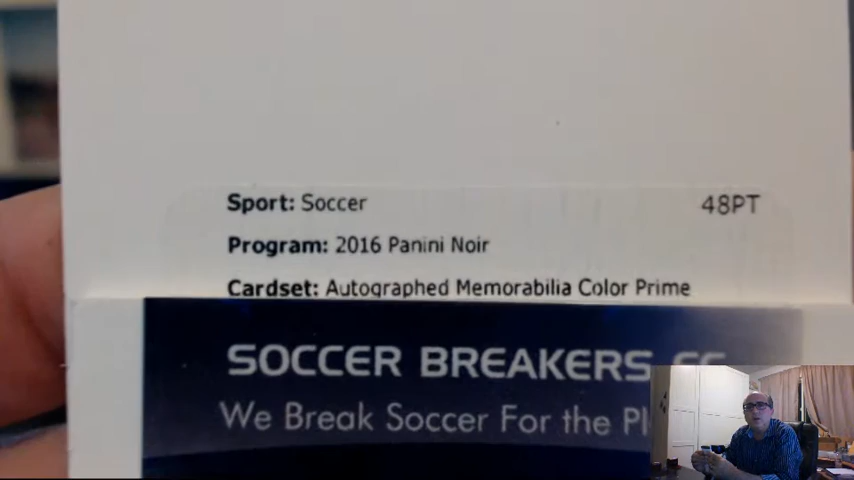 Sport: Soccer 48PT
Program: 2016 Panini Noir
Cardset: Autographed Memorabilia Color Prime
SOCCER BREAKERS
We Break Soccer For the